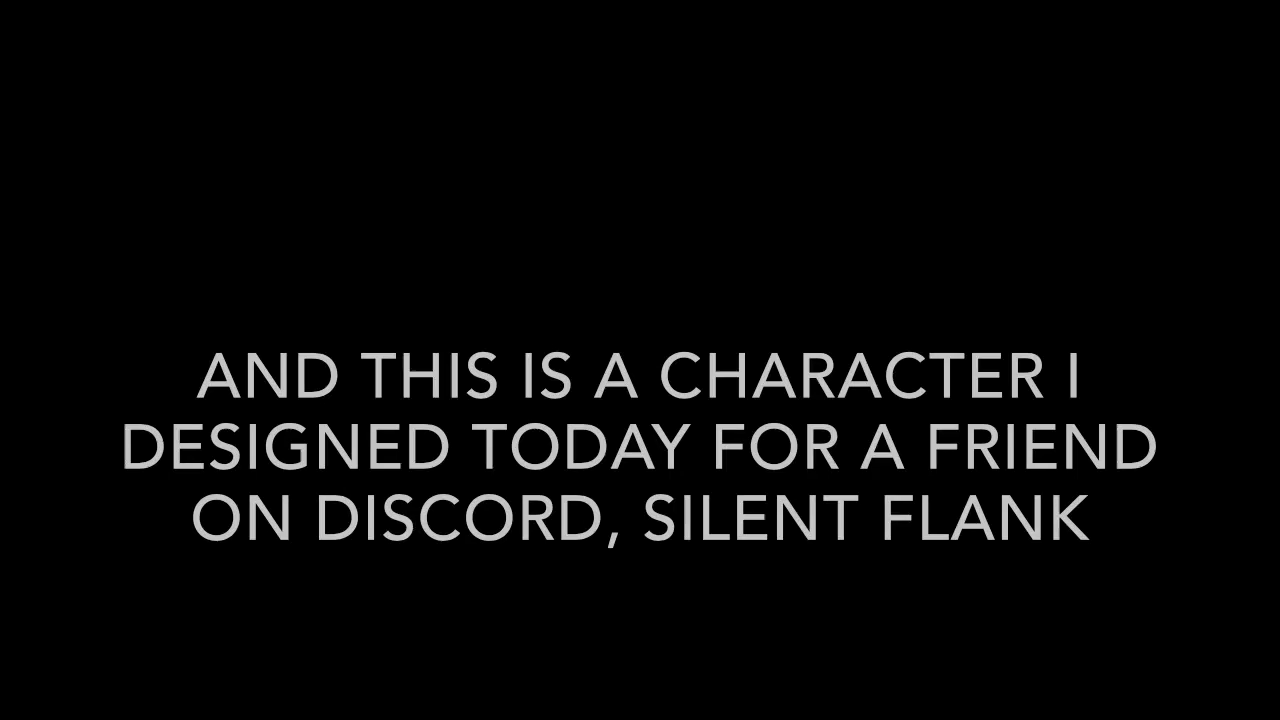 AND THIS IS A CHARACTER I
DESIGNED TODAY FOR A FRIEND
ON DISCORD, SILENT FLANK